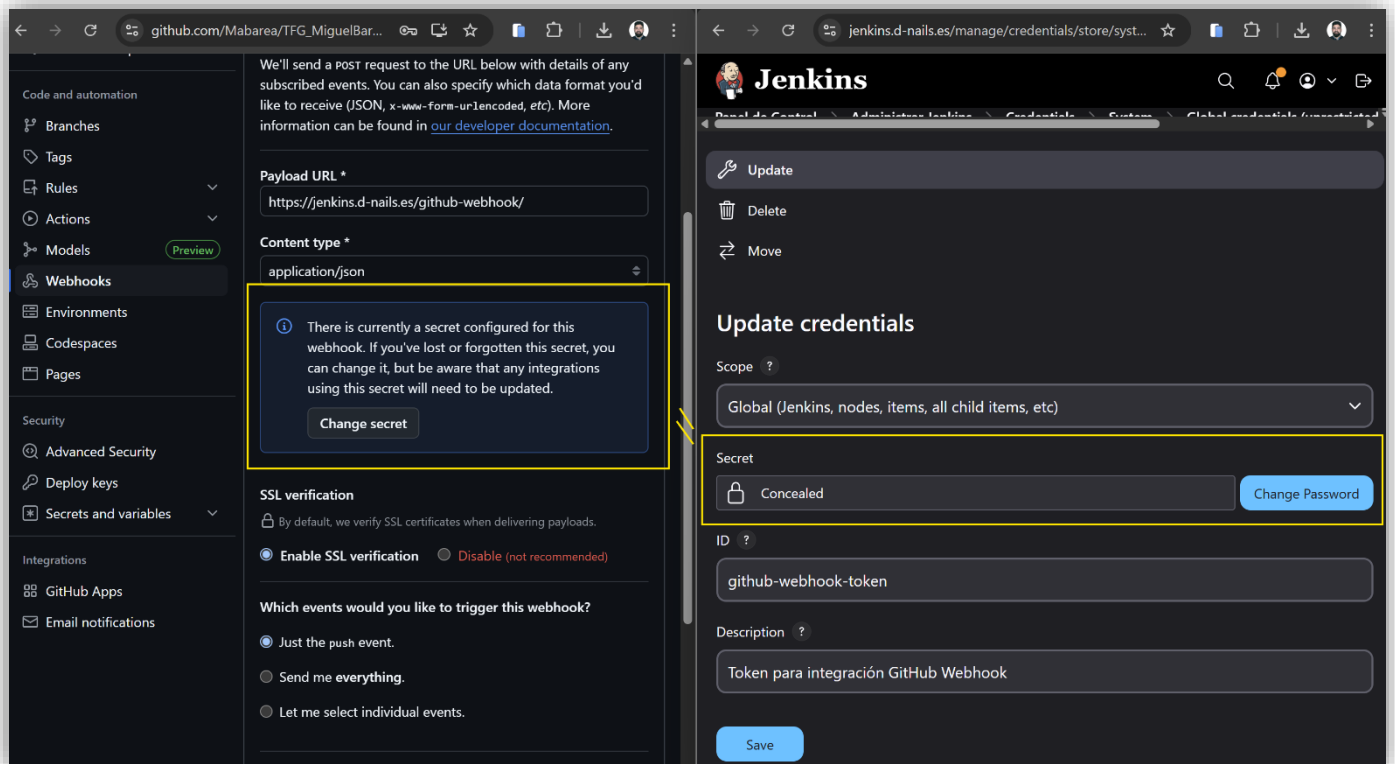 github.com/Mabarea/TFG_MiguelBar...
Code and automation
Branches
Tags
Rules
Actions
Models Preview
Webhooks
Environments
Codespaces
Pages
Security
Advanced Security
Deploy keys
Secrets and variables
Integrations
GitHub Apps
Email notifications
We'll send a POST request to the URL below with details of any
subscribed events. You can also specify which data format you'd
like to receive (JSON, x-www-form-urlencoded, etc). More
information can be found in our developer documentation.
Payload URL *
https://jenkins.d-nails.es/github-webhook/
Content type *
application/json
There is currently a secret configured for this
webhook. If you've lost or forgotten this secret, you
can change it, but be aware that any integrations
using this secret will need to be updated.
Change secret
SSL verification
By default, we verify SSL certificates when delivering payloads.
Enable SSL verification Disable (not recommended)
Which events would you like to trigger this webhook?
Just the push event.
Send me everything.
Let me select individual events.
jenkins.d-nails.es/manage/credentials/store/syst...
Jenkins
Panel de Control > Administrar Jenkins > Credentials > System > Global credentials (unrestricted
Update
Delete
Move
Update credentials
Scope ?
Global (Jenkins, nodes, items, all child items, etc)
Secret
Concealed
Change Password
ID ?
github-webhook-token
Description ?
Token para integración GitHub Webhook
Save